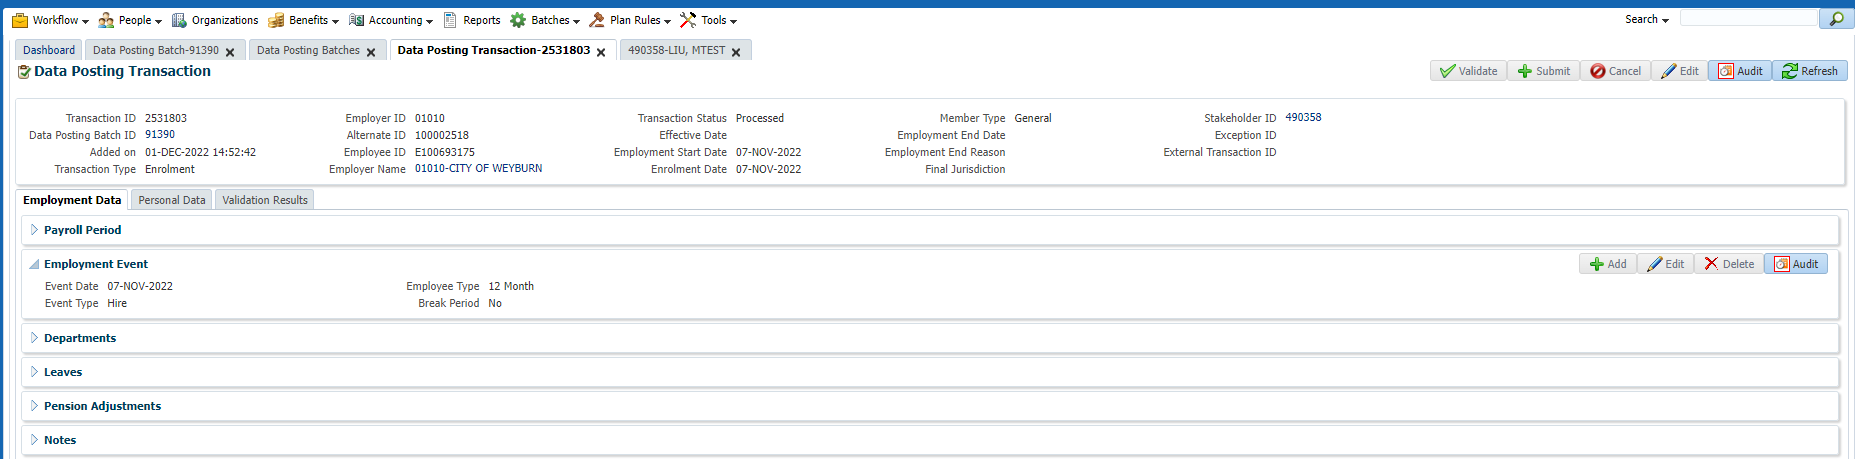 Workflow People Organizations Benefits Accounting Reports Batches Plan Rules Tools Search
Dashboard Data Posting Batch-91390 Data Posting Batches Data Posting Transaction-2531803 490358-LIU, MTEST
Data Posting Transaction Validate Submit Cancel Edit Audit Refresh
Transaction ID 2531803 Employer ID 01010 Transaction Status Processed Member Type General Stakeholder ID 490358
Data Posting Batch ID 91390 Alternate ID 100002518 Effective Date Employment End Date Exception ID
Added on 01-DEC-2022 14:52:42 Employee ID E100693175 Employment Start Date 07-NOV-2022 Employment End Reason External Transaction ID
Transaction Type Enrolment Employer Name 01010-CITY OF WEYBURN Enrolment Date 07-NOV-2022 Final Jurisdiction
Employment Data Personal Data Validation Results
Payroll Period
Employment Event Add Edit Delete Audit
Event Date 07-NOV-2022 Employee Type 12 Month
Event Type Hire Break Period No
Departments
Leaves
Pension Adjustments
Notes